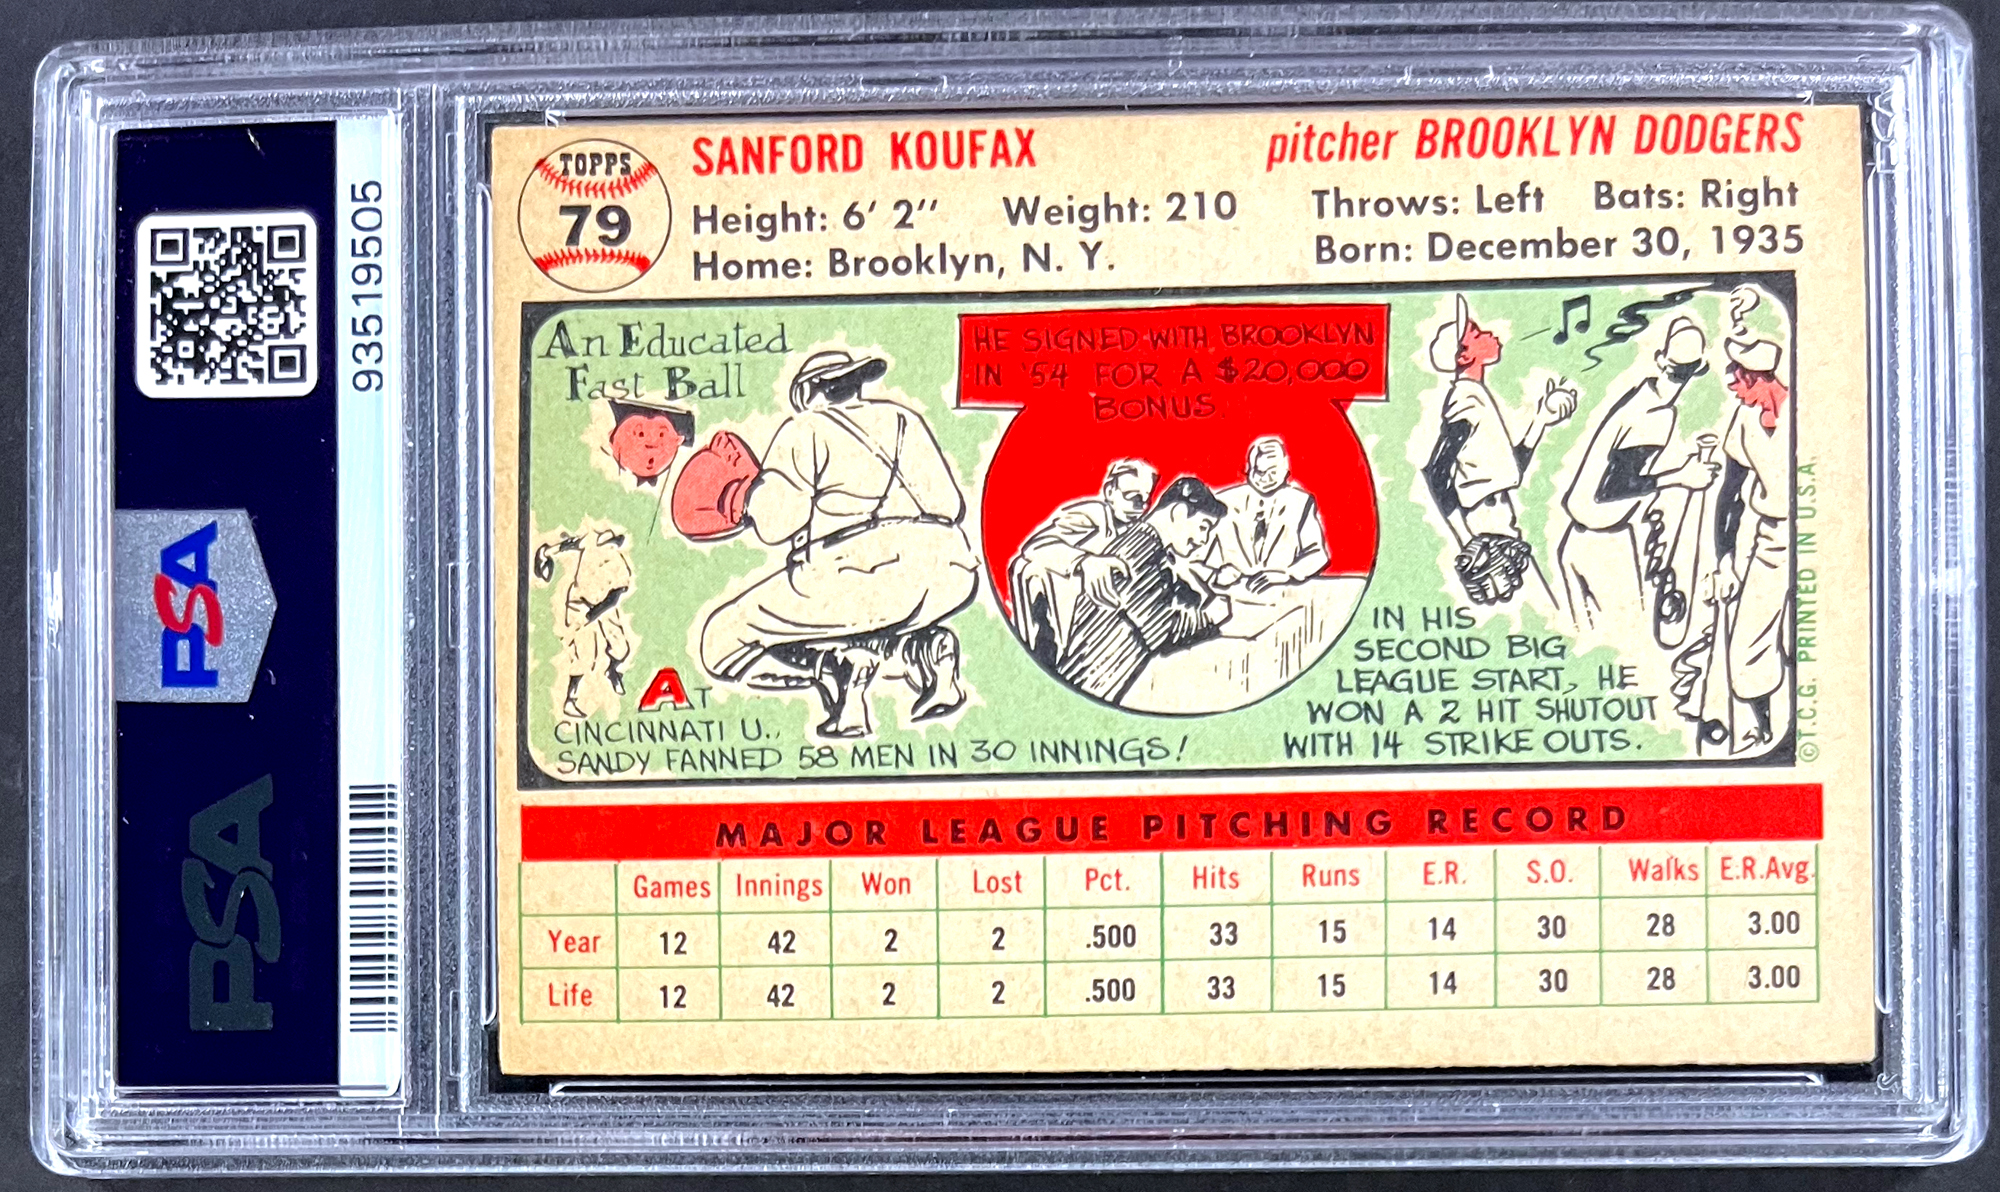 93519505
PSA
PSA
TOPPS
79
SANFORD KOUFAX
pitcher BROOKLYN DODGERS
Height: 6' 2" Weight: 210
Throws: Left Bats: Right
Home: Brooklyn, N. Y.
Born: December 30, 1935
An Educated
Fast Ball
AT
CINCINNATI U.,
SANDY FANNED 58 MEN IN 30 INNINGS!
HE SIGNED WITH BROOKLYN
IN '54 FOR A $20,000
BONUS.
IN HIS
SECOND BIG
LEAGUE START, HE
WON A 2 HIT SHUTOUT
WITH 14 STRIKE OUTS.
?
©T.C.G. PRINTED IN U.S.A.
MAJOR LEAGUE PITCHING RECORD
Games Innings Won Lost Pct. Hits Runs E.R. S.O. Walks E.R.Avg.
Year 12 42 2 2 .500 33 15 14 30 28 3.00
Life 12 42 2 2 .500 33 15 14 30 28 3.00
PSA